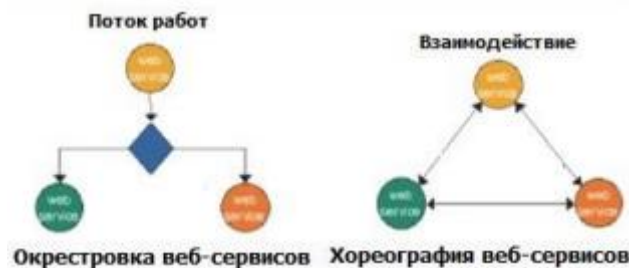 Поток работ
web
service
web
service
web
service
Окрестровка веб-сервисов
Взаимодействие
web
service
web
service
web
service
Хореография веб-сервисов